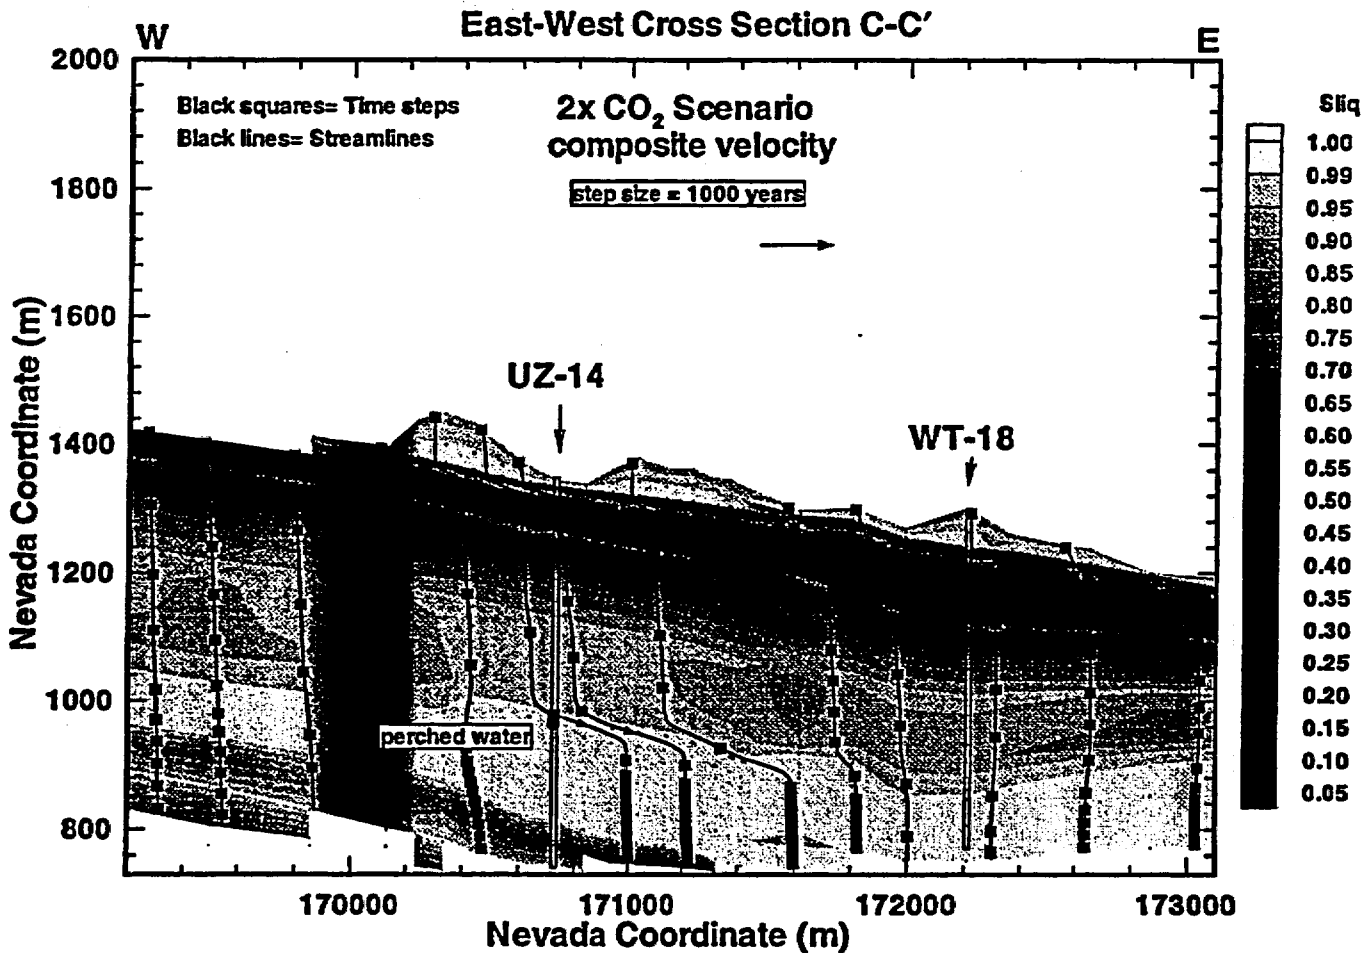 East-West Cross Section C-C′
W
E
Black squares= Time steps
Black lines= Streamlines
2x CO₂ Scenario
composite velocity
step size = 1000 years
UZ-14
WT-18
perched water
Nevada Coordinate (m)
2000
1800
1600
1400
1200
1000
800
170000
171000
172000
173000
Nevada Coordinate (m)
Sliq
1.00
0.99
0.95
0.90
0.85
0.80
0.75
0.70
0.65
0.60
0.55
0.50
0.45
0.40
0.35
0.30
0.25
0.20
0.15
0.10
0.05